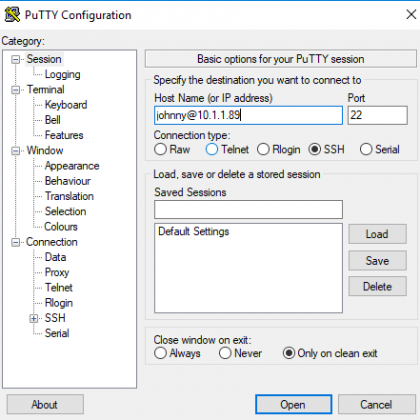 PuTTY Configuration
Category:
Session
Logging
Terminal
Keyboard
Bell
Features
Window
Appearance
Behaviour
Translation
Selection
Colours
Connection
Data
Proxy
Telnet
Rlogin
SSH
Serial
Basic options for your PuTTY session
Specify the destination you want to connect to
Host Name (or IP address) Port
johnny@10.1.1.89 22
Connection type:
Raw Telnet Rlogin SSH Serial
Load, save or delete a stored session
Saved Sessions
Default Settings
Load
Save
Delete
Close window on exit:
Always Never Only on clean exit
About Open Cancel